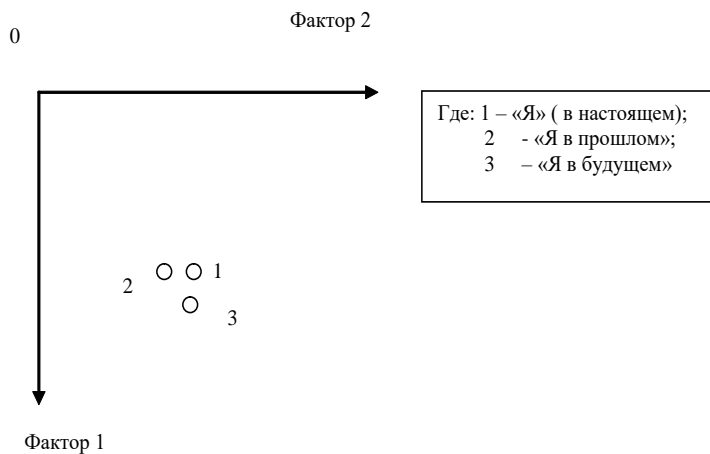 Фактор 2
0
Где: 1 – «Я» ( в настоящем);
2 - «Я в прошлом»;
3 – «Я в будущем»
1
2
3
Фактор 1